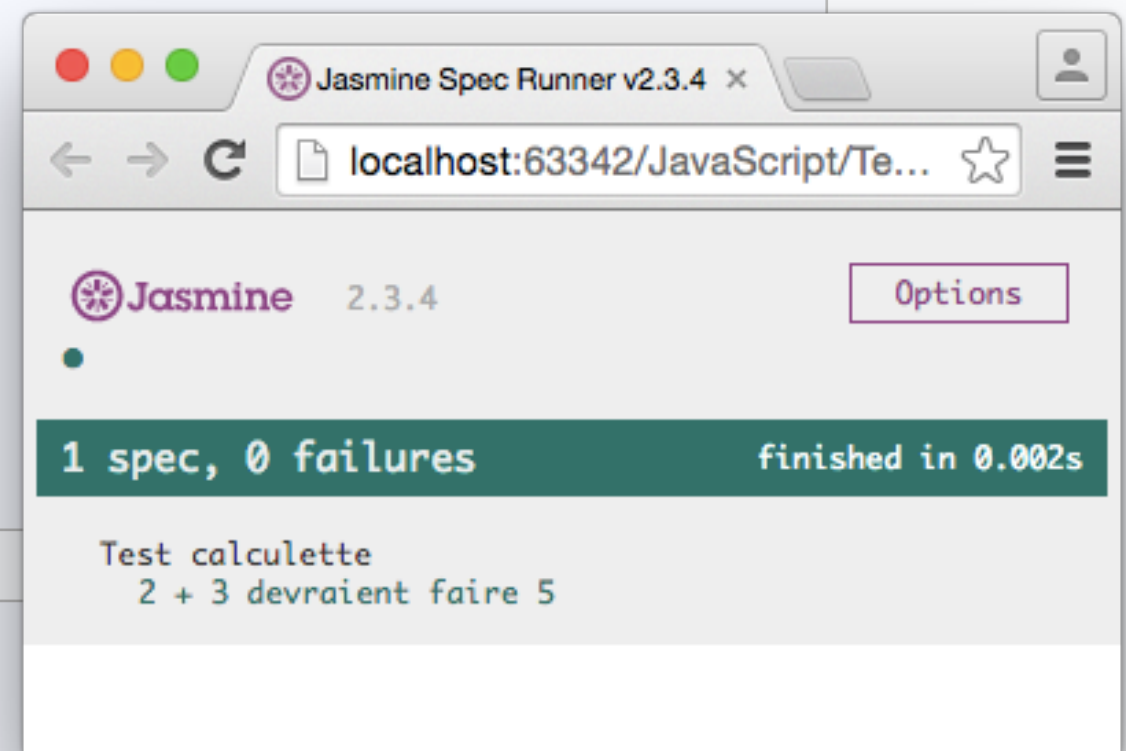 Jasmine Spec Runner v2.3.4
localhost:63342/JavaScript/Te...
Jasmine 2.3.4 Options
1 spec, 0 failures finished in 0.002s
Test calculette
2 + 3 devraient faire 5